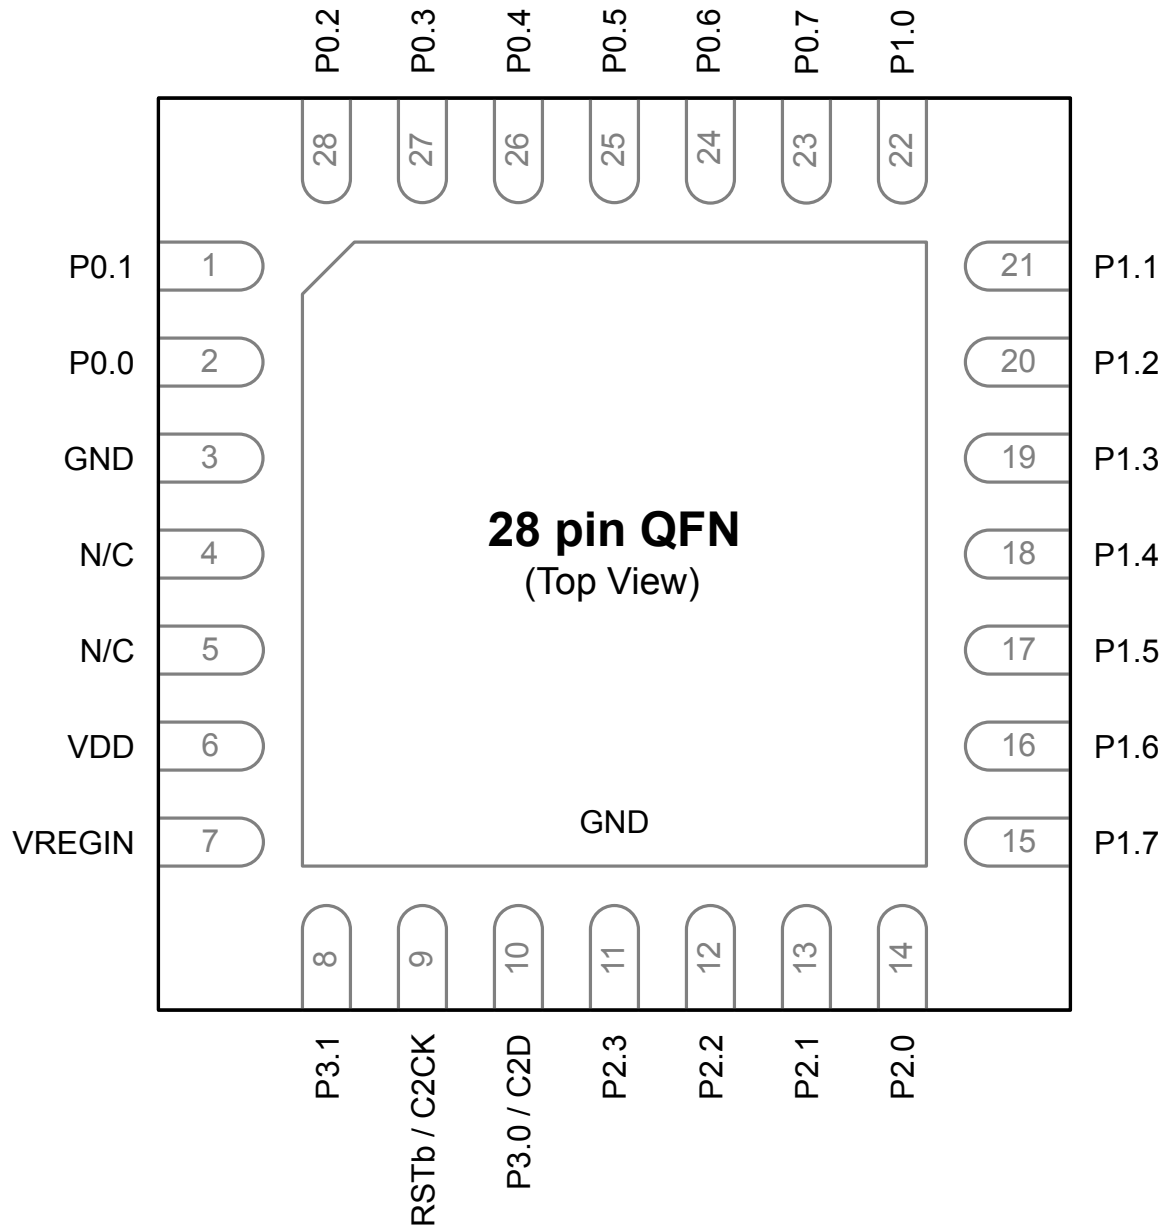 P0.2
P0.3
P0.4
P0.5
P0.6
P0.7
P1.0
28
27
26
25
24
23
22
P0.1 1
21 P1.1
P0.0 2
20 P1.2
GND 3
19 P1.3
N/C 4
18 P1.4
N/C 5
17 P1.5
VDD 6
16 P1.6
VREGIN 7
15 P1.7
28 pin QFN
(Top View)
GND
8
9
10
11
12
13
14
P3.1
RSTb / C2CK
P3.0 / C2D
P2.3
P2.2
P2.1
P2.0